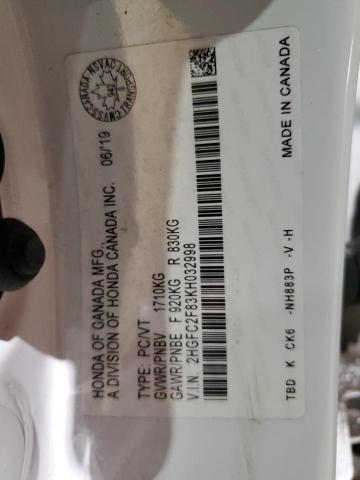 HONDA OF CANADA MFG.,
A DIVISION OF HONDA CANADA INC.
06/19
TYPE: PC/VT
GVWR/PNBV 1710KG
GAWR/PNBE F 920KG R 830KG
V.I.N. 2HGFC2F83KH032998
TBD K CK6 -NH883P -V -H
MADE IN CANADA